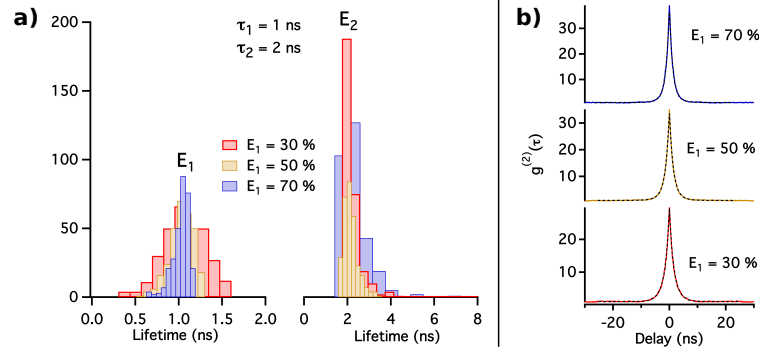 a)
τ1 = 1 ns
τ2 = 2 ns
E1
E2
E1 = 30 %
E1 = 50 %
E1 = 70 %
200
150
100
50
0
0.0 0.5 1.0 1.5 2.0
Lifetime (ns)
0 2 4 6 8
Lifetime (ns)
b)
g(2)(τ)
30
20
10
E1 = 70 %
30
20
10
E1 = 50 %
20
10
E1 = 30 %
-20 0 20
Delay (ns)